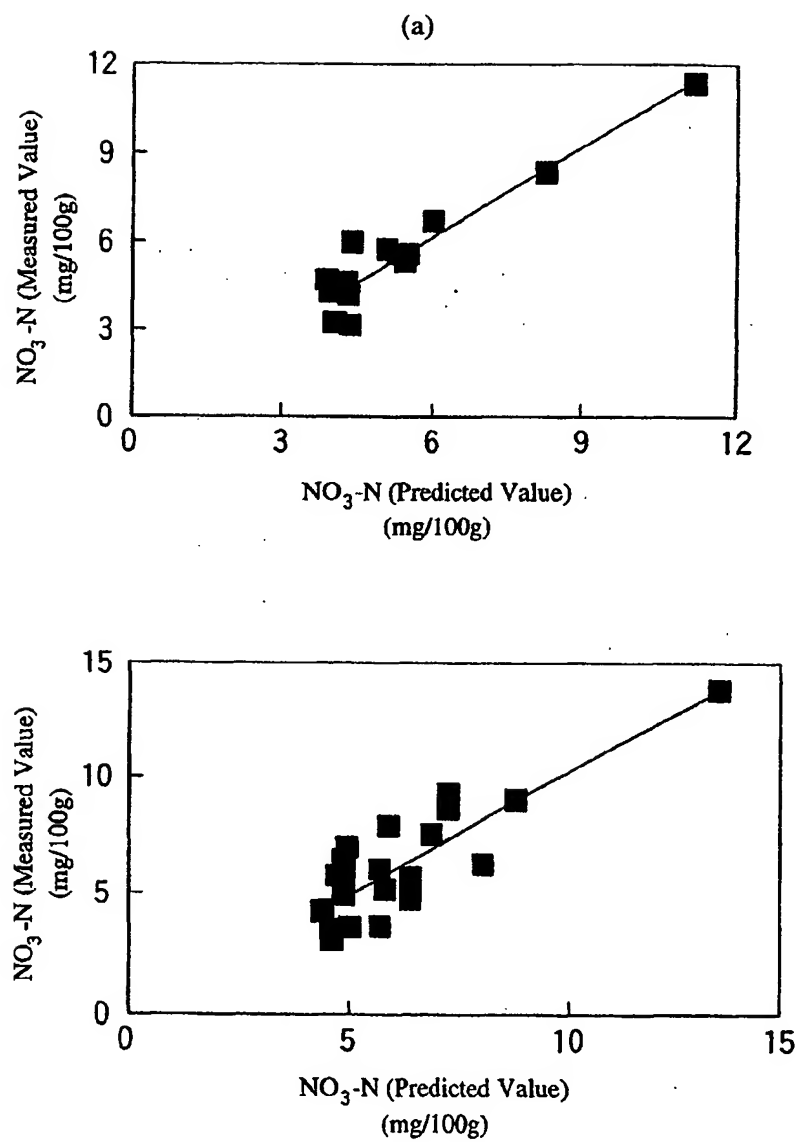 (a)
12
9
6
3
0
NO3-N (Measured Value)
(mg/100g)
0 3 6 9 12
NO3-N (Predicted Value)
(mg/100g)
15
10
5
0
NO3-N (Measured Value)
(mg/100g)
0 5 10 15
NO3-N (Predicted Value)
(mg/100g)